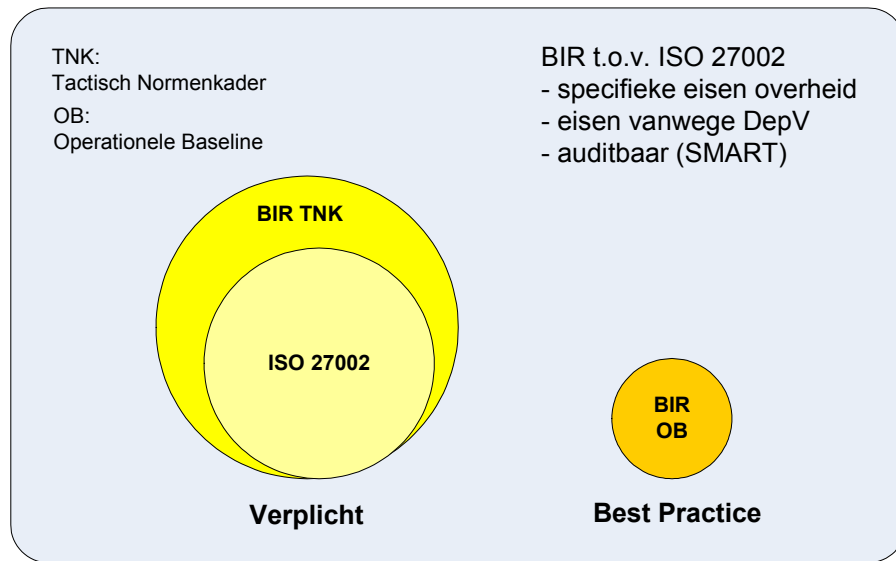 TNK:
Tactisch Normenkader
OB:
Operationele Baseline
BIR t.o.v. ISO 27002
- specifieke eisen overheid
- eisen vanwege DepV
- auditbaar (SMART)
BIR TNK
ISO 27002
BIR
OB
Verplicht
Best Practice